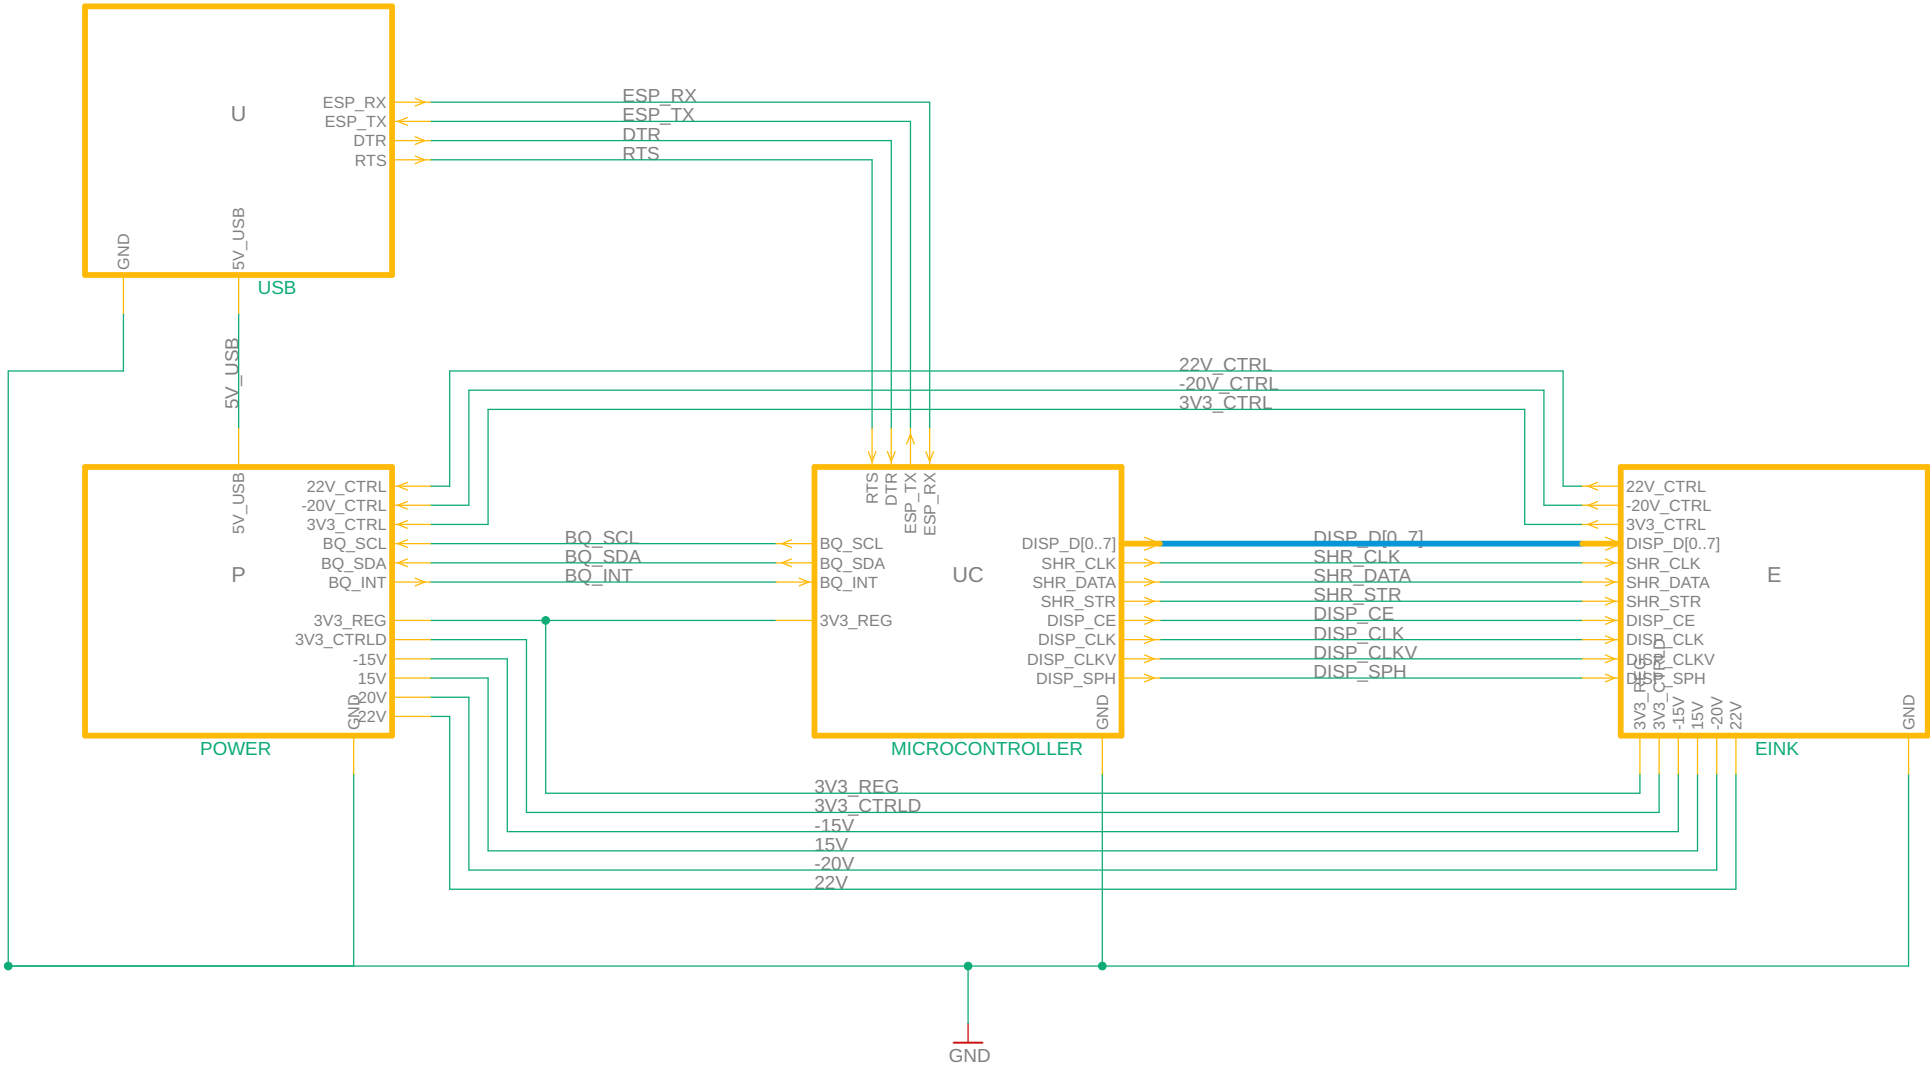 U
ESP_RX
ESP_TX
DTR
RTS
GND
5V_USB
USB
ESP_RX
ESP_TX
DTR
RTS
5V_USB
22V_CTRL
-20V_CTRL
3V3_CTRL
P
5V_USB
22V_CTRL
-20V_CTRL
3V3_CTRL
BQ_SCL
BQ_SDA
BQ_INT
3V3_REG
3V3_CTRLD
-15V
15V
-20V
22V
GND
POWER
BQ_SCL
BQ_SDA
BQ_INT
RTS
DTR
ESP_TX
ESP_RX
BQ_SCL
BQ_SDA
BQ_INT
3V3_REG
UC
DISP_D[0..7]
SHR_CLK
SHR_DATA
SHR_STR
DISP_CE
DISP_CLK
DISP_CLKV
DISP_SPH
GND
MICROCONTROLLER
DISP_D[0..7]
SHR_CLK
SHR_DATA
SHR_STR
DISP_CE
DISP_CLK
DISP_CLKV
DISP_SPH
22V_CTRL
-20V_CTRL
3V3_CTRL
DISP_D[0..7]
SHR_CLK
SHR_DATA
SHR_STR
DISP_CE
DISP_CLK
DISP_CLKV
DISP_SPH
E
3V3_REG
3V3_CTRLD
-15V
15V
-20V
22V
GND
EINK
3V3_REG
3V3_CTRLD
-15V
15V
-20V
22V
GND